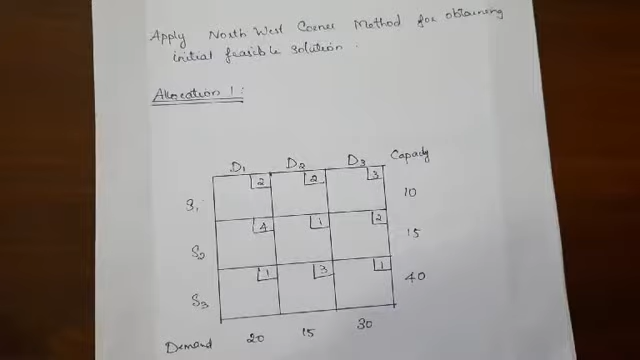 Apply North West Corner Method for obtaining
initial feasible solution.
Allocation 1:
D1 D2 D3 Capacity
S1 2 2 3 10
S2 4 1 2 15
S3 1 3 1 40
Demand 20 15 30